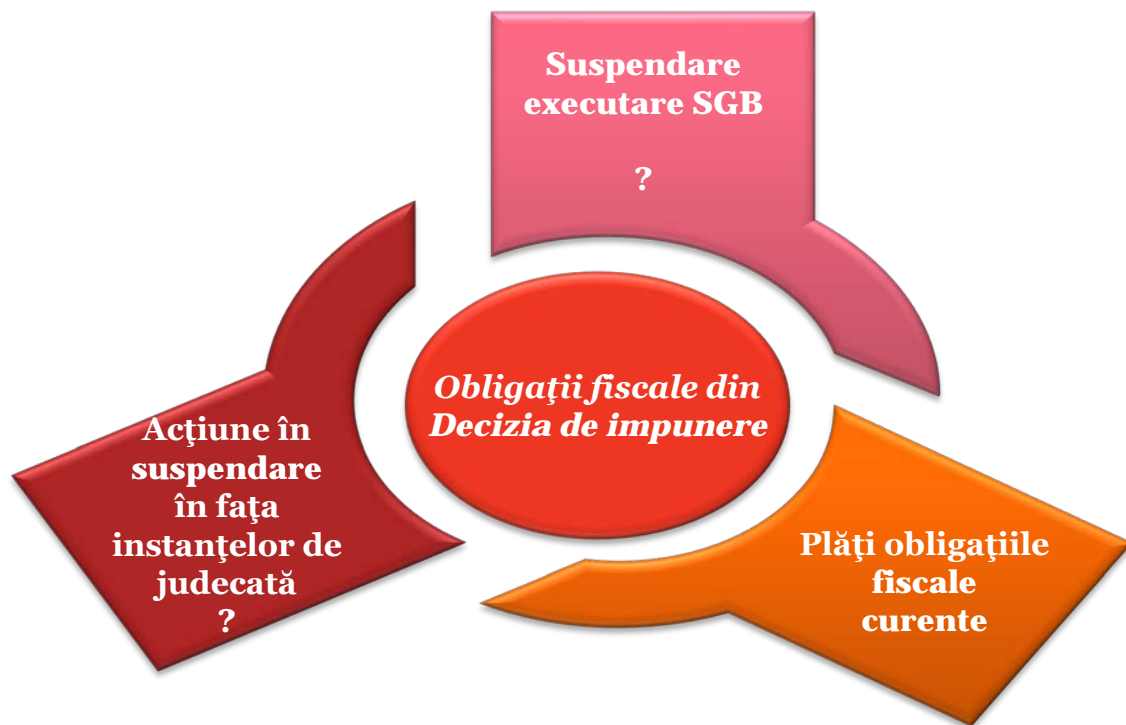 Suspendare
executare SGB
?
Obligaţii fiscale din
Decizia de impunere
Acţiune în
suspendare
în faţa
instanţelor de
judecată
?
Plăţi obligaţiile
fiscale
curente